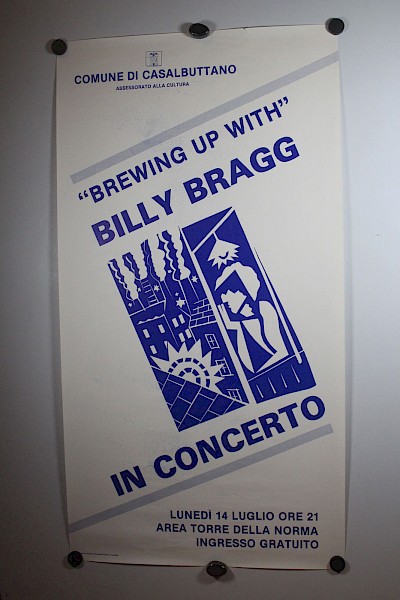 COMUNE DI CASALBUTTANO
ASSESSORATO ALLA CULTURA
"BREWING UP WITH"
BILLY BRAGG
IN CONCERTO
LUNEDÌ 14 LUGLIO ORE 21
AREA TORRE DELLA NORMA
INGRESSO GRATUITO